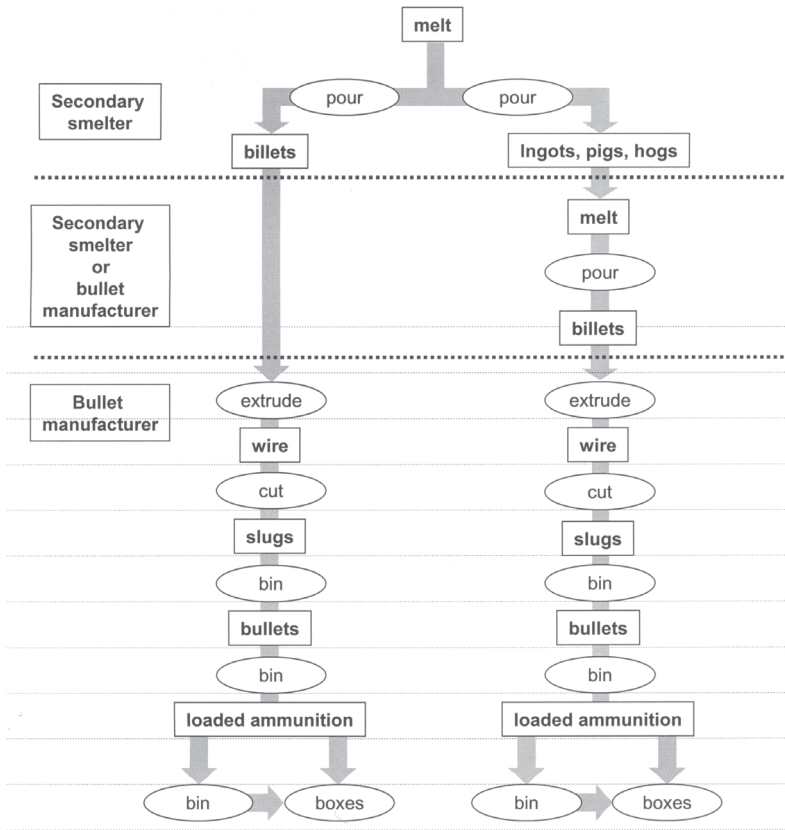 melt
pour
pour
Secondary
smelter
billets
Ingots, pigs, hogs
Secondary
smelter
or
bullet
manufacturer
melt
pour
billets
Bullet
manufacturer
extrude
extrude
wire
wire
cut
cut
slugs
slugs
bin
bin
bullets
bullets
bin
bin
loaded ammunition
loaded ammunition
bin
boxes
bin
boxes